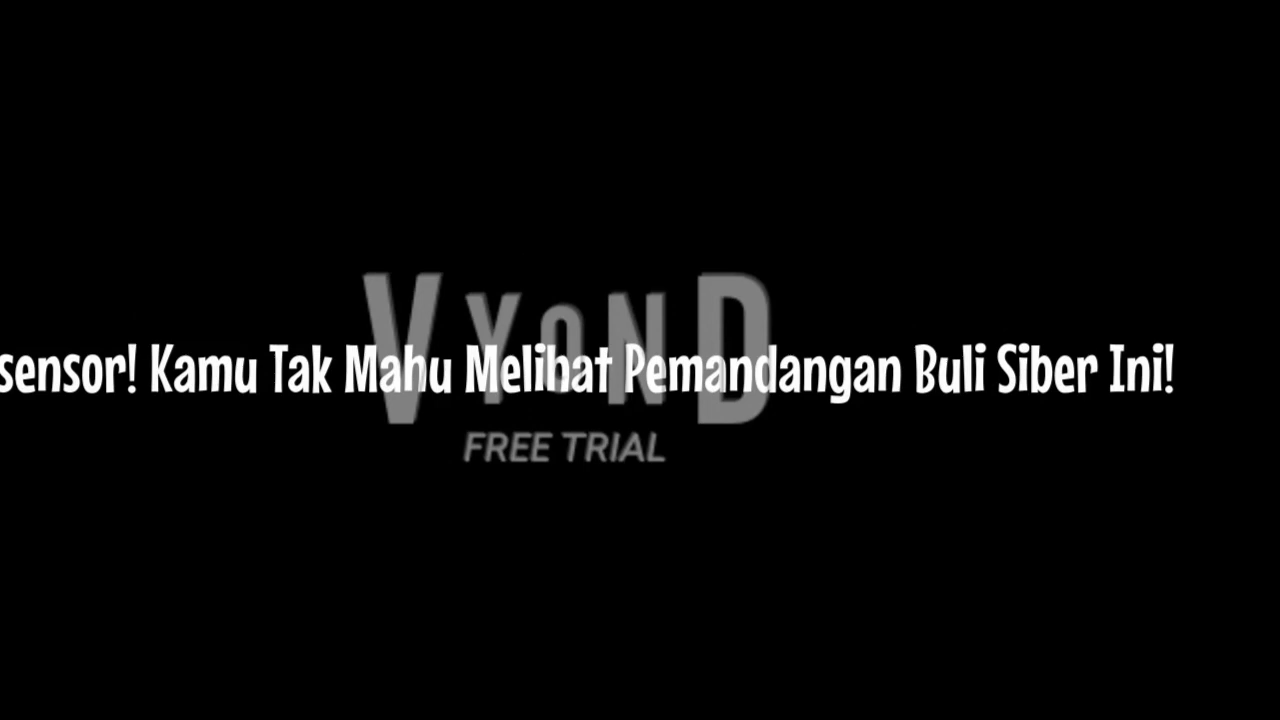 sensor! Kamu Tak Mahu Melihat Pemandangan Buli Siber Ini!
VYOND
FREE TRIAL